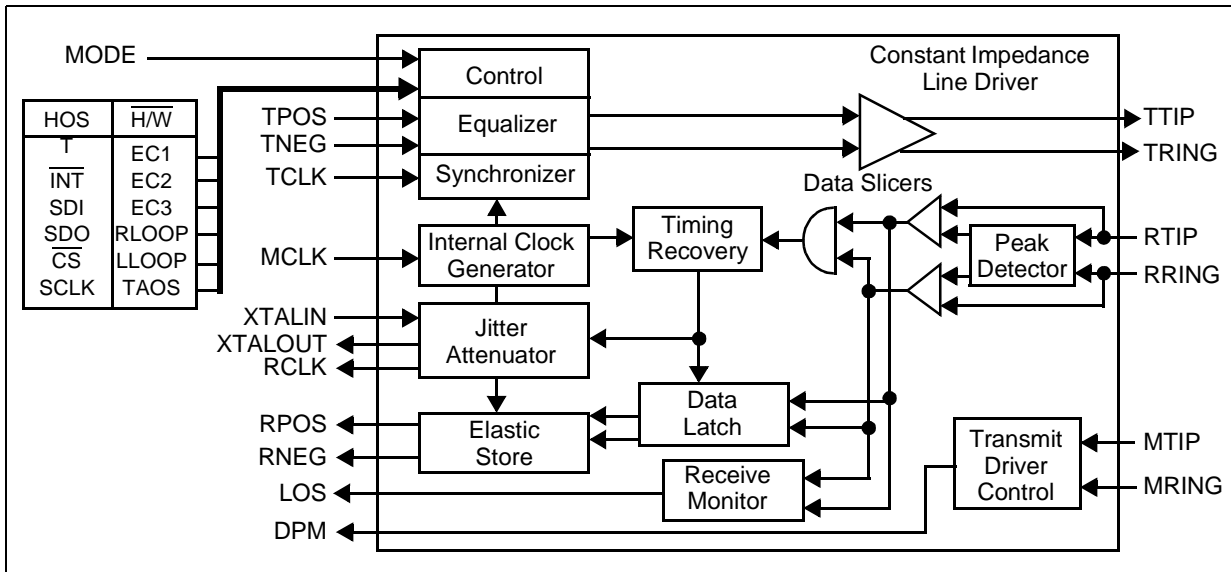 MODE
HOS
T
INT
SDI
SDO
CS
SCLK
H/W
EC1
EC2
EC3
RLOOP
LLOOP
TAOS
TPOS
TNEG
TCLK
MCLK
XTALIN
XTALOUT
RCLK
RPOS
RNEG
LOS
DPM
Control
Equalizer
Synchronizer
Internal Clock
Generator
Jitter
Attenuator
Elastic
Store
Timing
Recovery
Data
Latch
Receive
Monitor
Constant Impedance
Line Driver
Data Slicers
Peak
Detector
Transmit
Driver
Control
TTIP
TRING
RTIP
RRING
MTIP
MRING